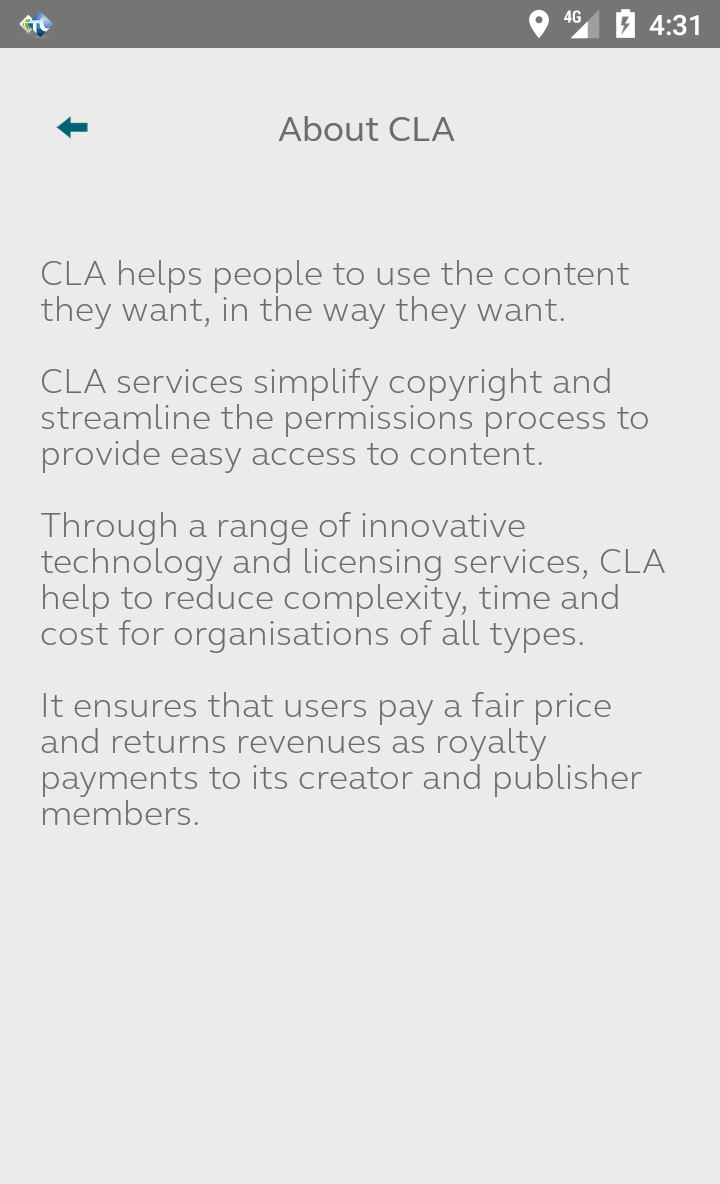 4G 4:31
About CLA
CLA helps people to use the content
they want, in the way they want.
CLA services simplify copyright and
streamline the permissions process to
provide easy access to content.
Through a range of innovative
technology and licensing services, CLA
help to reduce complexity, time and
cost for organisations of all types.
It ensures that users pay a fair price
and returns revenues as royalty
payments to its creator and publisher
members.